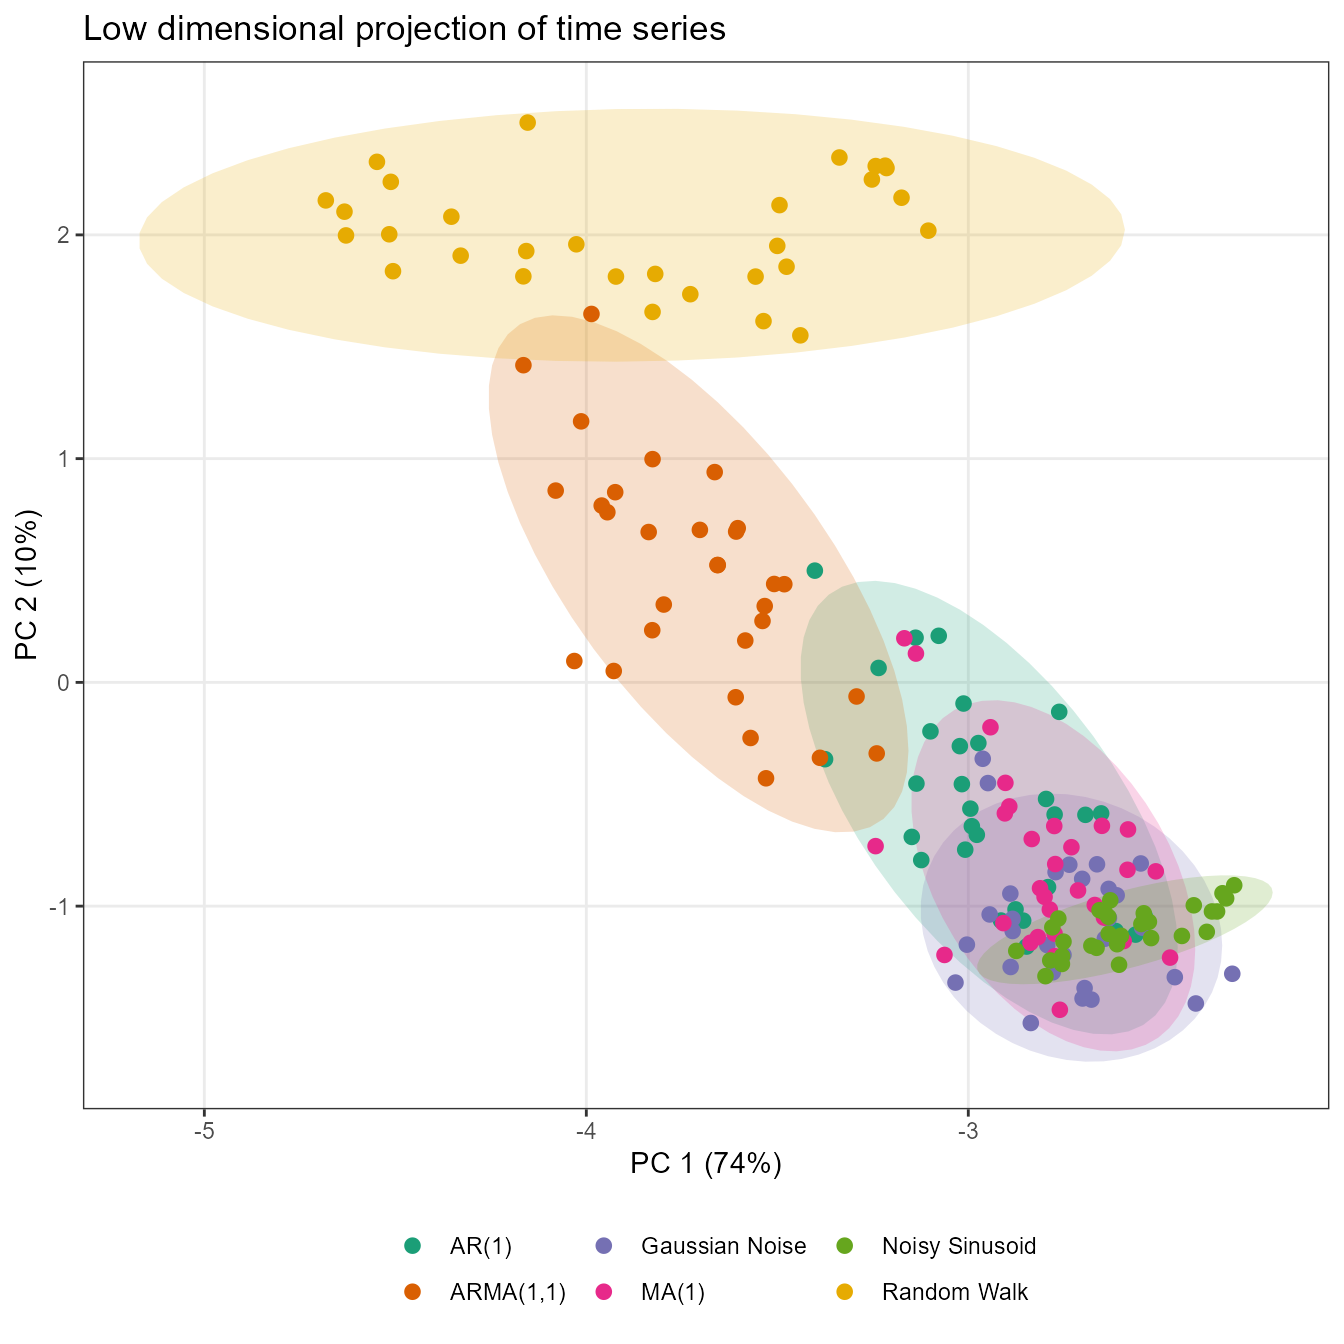 Low dimensional projection of time series
PC 2 (10%)
2
1
0
-1
-5
-4
-3
PC 1 (74%)
AR(1)
Gaussian Noise
Noisy Sinusoid
ARMA(1,1)
MA(1)
Random Walk